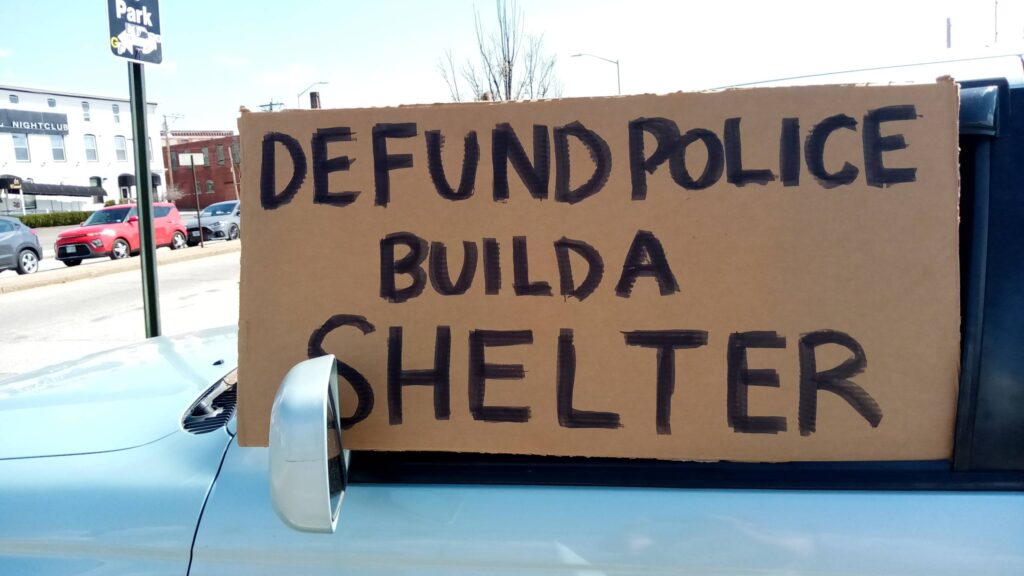 Park
NIGHTCLUB
DEFUND POLICE
BUILD A
SHELTER